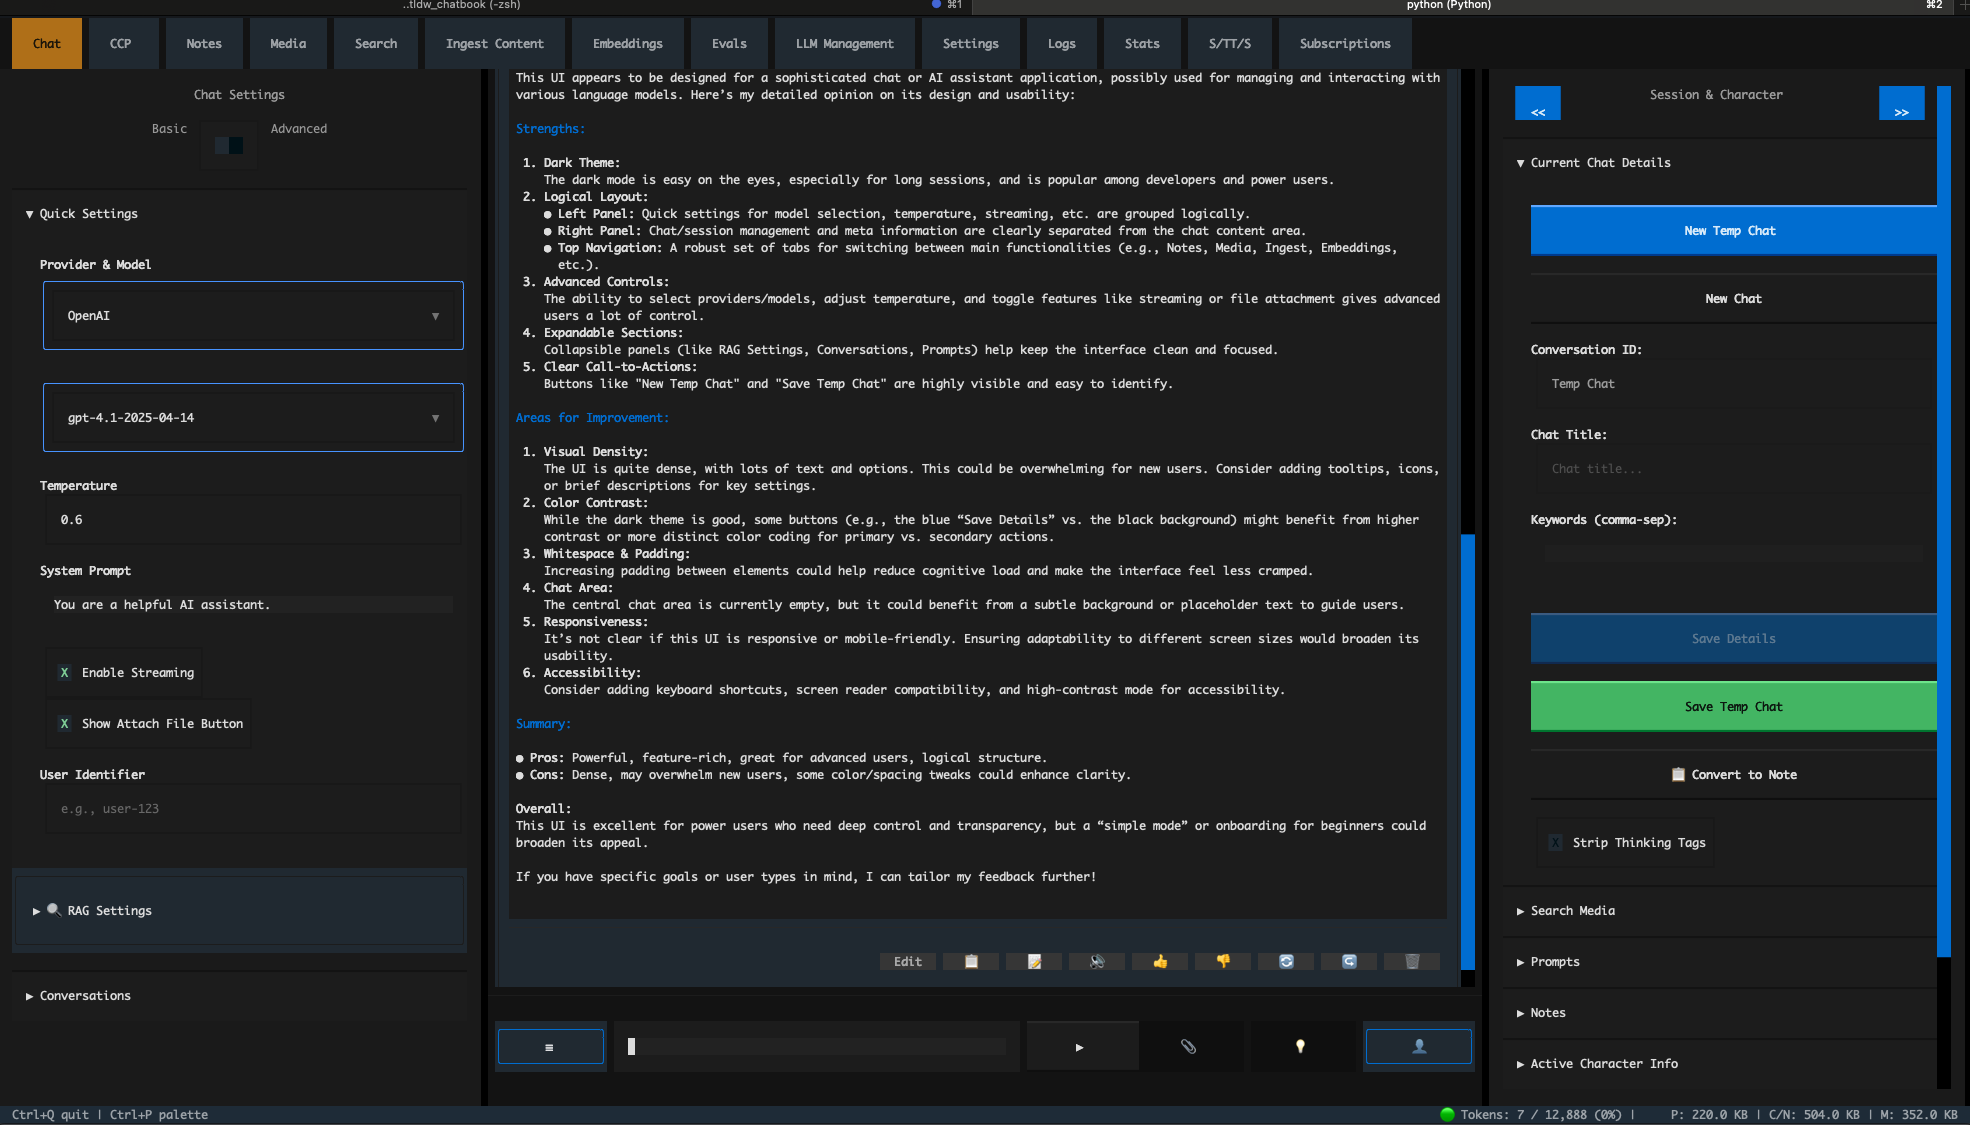 ..tldw_chatbook (-zsh)
⌘1
python (Python)
⌘2
Chat
CCP
Notes
Media
Search
Ingest Content
Embeddings
Evals
LLM Management
Settings
Logs
Stats
S/TT/S
Subscriptions
Chat Settings
Basic
Advanced
▼ Quick Settings
Provider & Model
OpenAI
gpt-4.1-2025-04-14
Temperature
0.6
System Prompt
You are a helpful AI assistant.
X Enable Streaming
X Show Attach File Button
User Identifier
e.g., user-123
▶ 🔍 RAG Settings
▶ Conversations
This UI appears to be designed for a sophisticated chat or AI assistant application, possibly used for managing and interacting with
various language models. Here’s my detailed opinion on its design and usability:
Strengths:
1. Dark Theme:
The dark mode is easy on the eyes, especially for long sessions, and is popular among developers and power users.
2. Logical Layout:
● Left Panel: Quick settings for model selection, temperature, streaming, etc. are grouped logically.
● Right Panel: Chat/session management and meta information are clearly separated from the chat content area.
● Top Navigation: A robust set of tabs for switching between main functionalities (e.g., Notes, Media, Ingest, Embeddings,
etc.).
3. Advanced Controls:
The ability to select providers/models, adjust temperature, and toggle features like streaming or file attachment gives advanced
users a lot of control.
4. Expandable Sections:
Collapsible panels (like RAG Settings, Conversations, Prompts) help keep the interface clean and focused.
5. Clear Call-to-Actions:
Buttons like "New Temp Chat" and "Save Temp Chat" are highly visible and easy to identify.
Areas for Improvement:
1. Visual Density:
The UI is quite dense, with lots of text and options. This could be overwhelming for new users. Consider adding tooltips, icons,
or brief descriptions for key settings.
2. Color Contrast:
While the dark theme is good, some buttons (e.g., the blue “Save Details” vs. the black background) might benefit from higher
contrast or more distinct color coding for primary vs. secondary actions.
3. Whitespace & Padding:
Increasing padding between elements could help reduce cognitive load and make the interface feel less cramped.
4. Chat Area:
The central chat area is currently empty, but it could benefit from a subtle background or placeholder text to guide users.
5. Responsiveness:
It’s not clear if this UI is responsive or mobile-friendly. Ensuring adaptability to different screen sizes would broaden its
usability.
6. Accessibility:
Consider adding keyboard shortcuts, screen reader compatibility, and high-contrast mode for accessibility.
Summary:
● Pros: Powerful, feature-rich, great for advanced users, logical structure.
● Cons: Dense, may overwhelm new users, some color/spacing tweaks could enhance clarity.
Overall:
This UI is excellent for power users who need deep control and transparency, but a “simple mode” or onboarding for beginners could
broaden its appeal.
If you have specific goals or user types in mind, I can tailor my feedback further!
Edit
<<
Session & Character
>>
▼ Current Chat Details
New Temp Chat
New Chat
Conversation ID:
Temp Chat
Chat Title:
Chat title...
Keywords (comma-sep):
Save Details
Save Temp Chat
📋 Convert to Note
X Strip Thinking Tags
▶ Search Media
▶ Prompts
▶ Notes
▶ Active Character Info
Ctrl+Q quit | Ctrl+P palette
Tokens: 7 / 12,888 (0%) | P: 220.0 KB | C/N: 504.0 KB | M: 352.0 KB